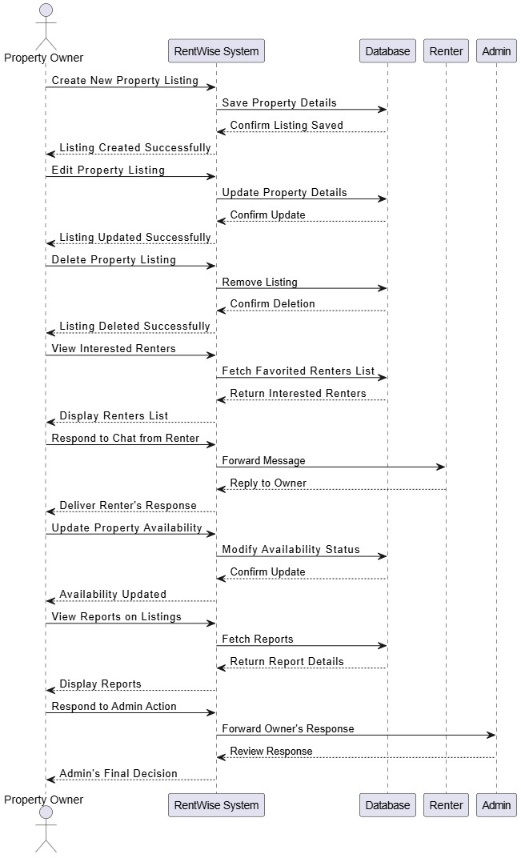 Property Owner
RentWise System
Database
Renter
Admin
Create New Property Listing
Save Property Details
Confirm Listing Saved
Listing Created Successfully
Edit Property Listing
Update Property Details
Confirm Update
Listing Updated Successfully
Delete Property Listing
Remove Listing
Confirm Deletion
Listing Deleted Successfully
View Interested Renters
Fetch Favorited Renters List
Return Interested Renters
Display Renters List
Respond to Chat from Renter
Forward Message
Reply to Owner
Deliver Renter's Response
Update Property Availability
Modify Availability Status
Confirm Update
Availability Updated
View Reports on Listings
Fetch Reports
Return Report Details
Display Reports
Respond to Admin Action
Forward Owner's Response
Review Response
Admin's Final Decision
Property Owner
RentWise System
Database
Renter
Admin